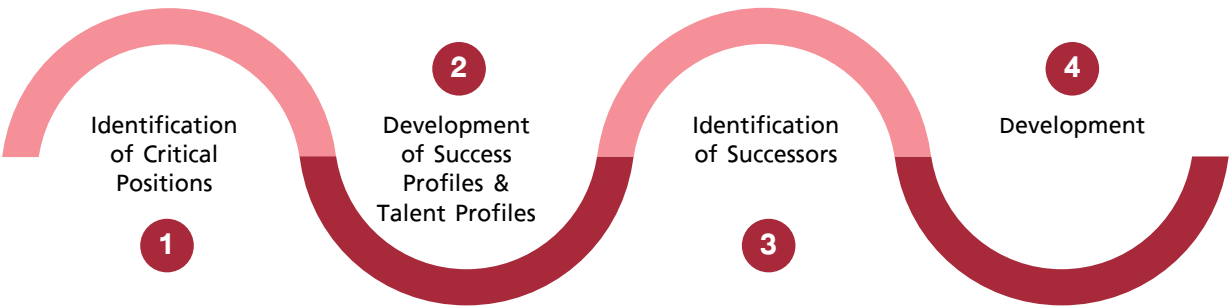 1
Identification
of Critical
Positions
2
Development
of Success
Profiles &
Talent Profiles
3
Identification
of Successors
4
Development